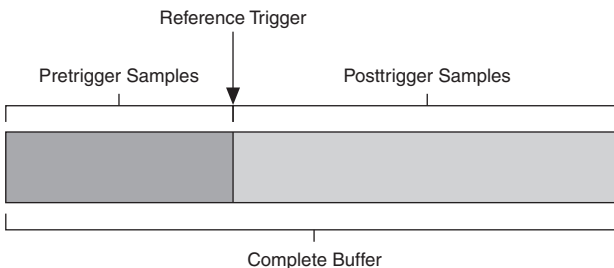 Reference Trigger
Pretrigger Samples
Posttrigger Samples
Complete Buffer